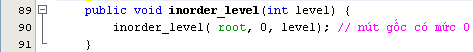 89 public void inorder_level(int level) {
90 inorder_level( root, 0, level); // nút gốc có mức 0
91 }